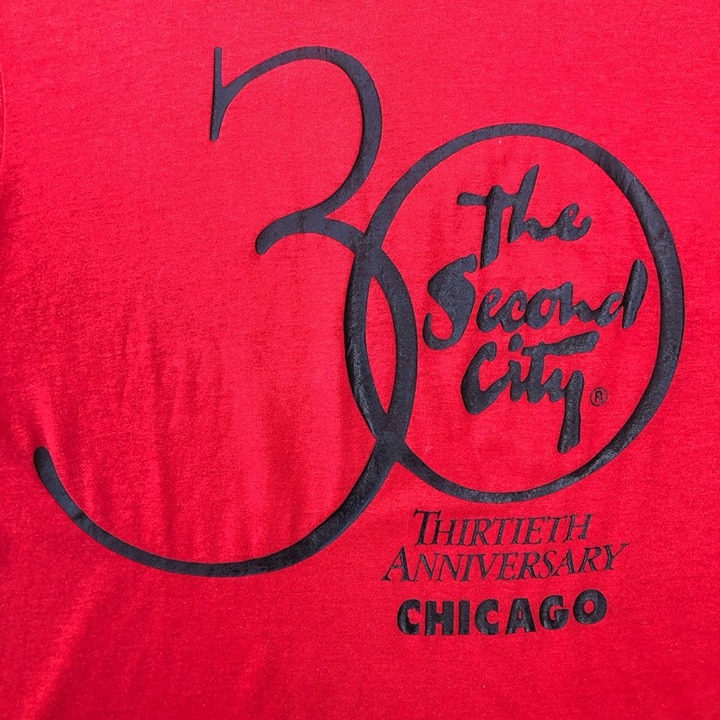 30
The
Second
City®
THIRTIETH
ANNIVERSARY
CHICAGO